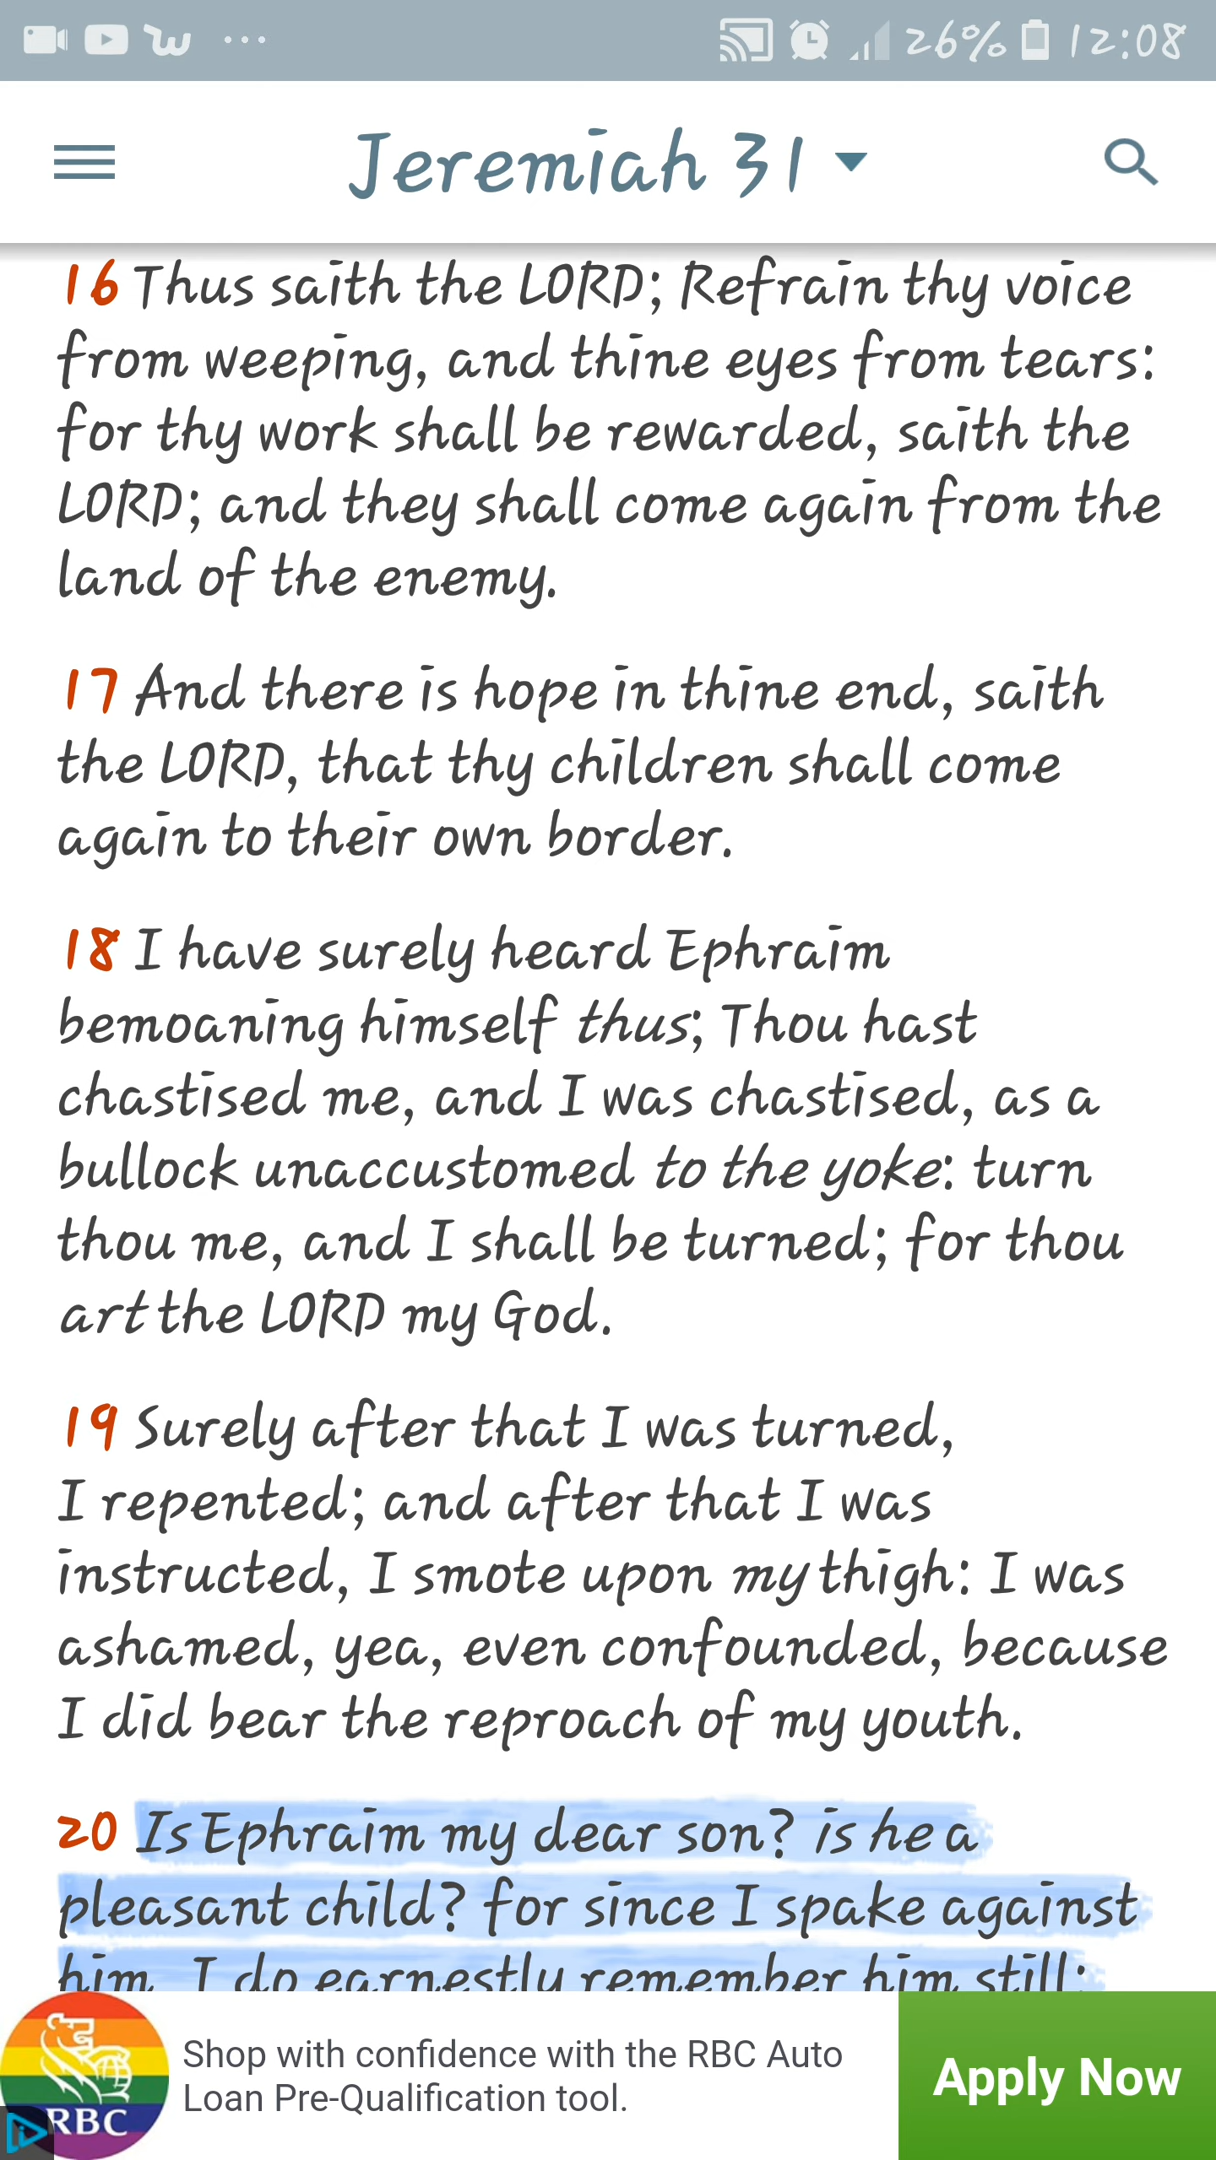 26% 12:08
Jeremiah 31
16 Thus saith the LORD; Refrain thy voice
from weeping, and thine eyes from tears:
for thy work shall be rewarded, saith the
LORD; and they shall come again from the
land of the enemy.
17 And there is hope in thine end, saith
the LORD, that thy children shall come
again to their own border.
18 I have surely heard Ephraim
bemoaning himself thus; Thou hast
chastised me, and I was chastised, as a
bullock unaccustomed to the yoke: turn
thou me, and I shall be turned; for thou
art the LORD my God.
19 Surely after that I was turned,
I repented; and after that I was
instructed, I smote upon my thigh: I was
ashamed, yea, even confounded, because
I did bear the reproach of my youth.
20 Is Ephraim my dear son? is he a
pleasant child? for since I spake against
him, I do earnestly remember him still:
RBC
Shop with confidence with the RBC Auto
Loan Pre-Qualification tool.
Apply Now